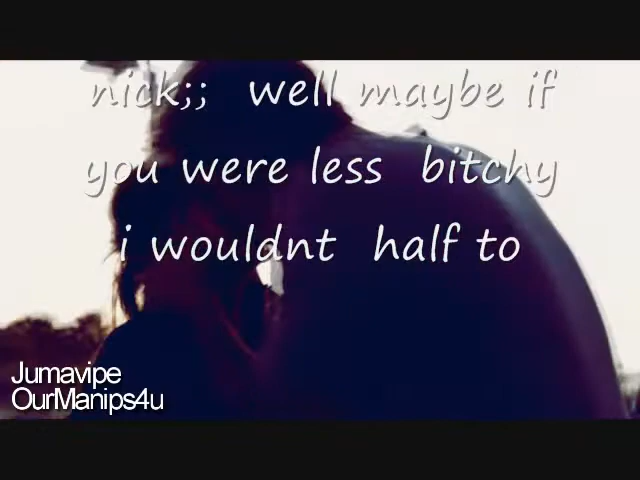 nick;; well maybe if
you were less bitchy
i wouldnt half to
Jumavipe
OurManips4u